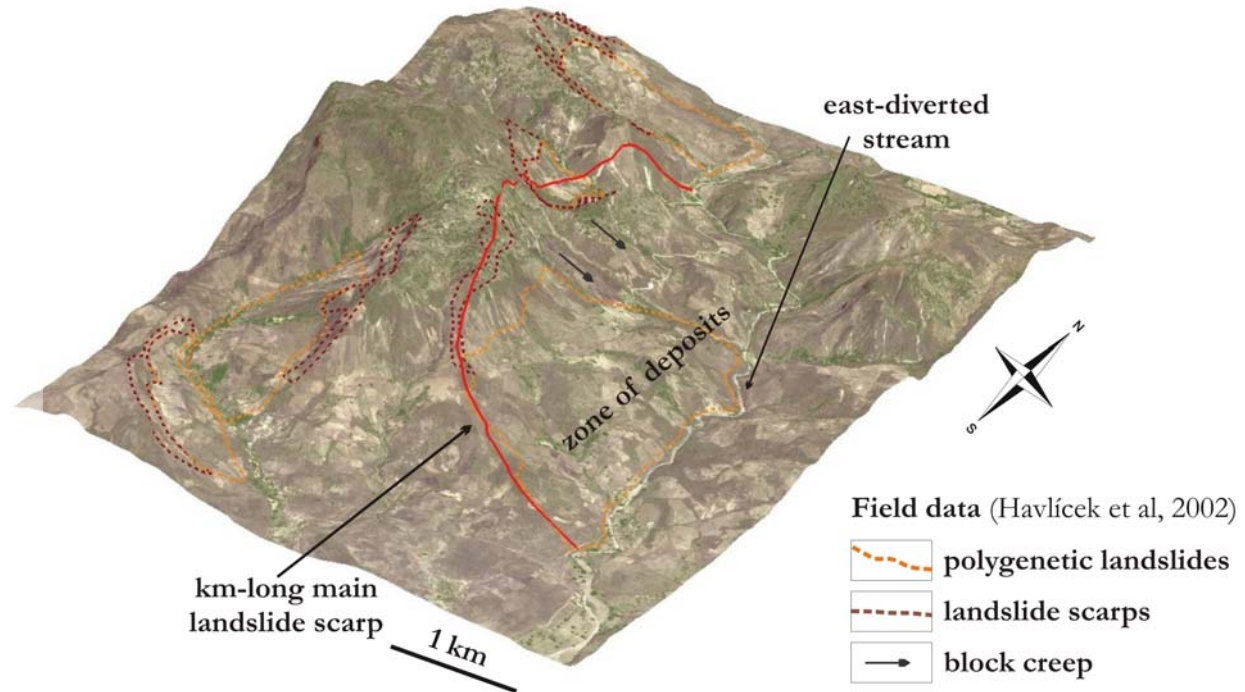 east-diverted
stream
N
S
zone of deposits
km-long main
landslide scarp
1 km
Field data (Havlícek et al, 2002)
polygenetic landslides
landslide scarps
block creep